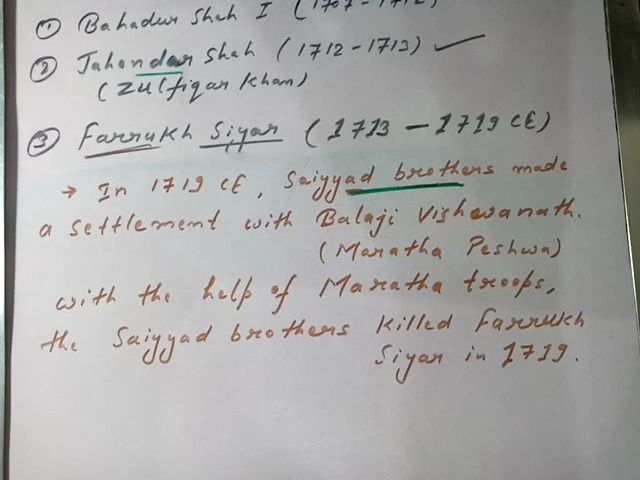 ① Bahadur Shah I (1707-1712)
② Jahandar Shah (1712-1713) ✓
(Zulfiqar Khan)
③ Farrukh Siyar (1713 - 1719 CE)
→ In 1719 CE, Saiyyad brothers made
a settlement with Balaji Vishwanath.
(Maratha Peshwa)
with the help of Maratha troops,
the Saiyyad brothers killed Farrukh
Siyar in 1719.